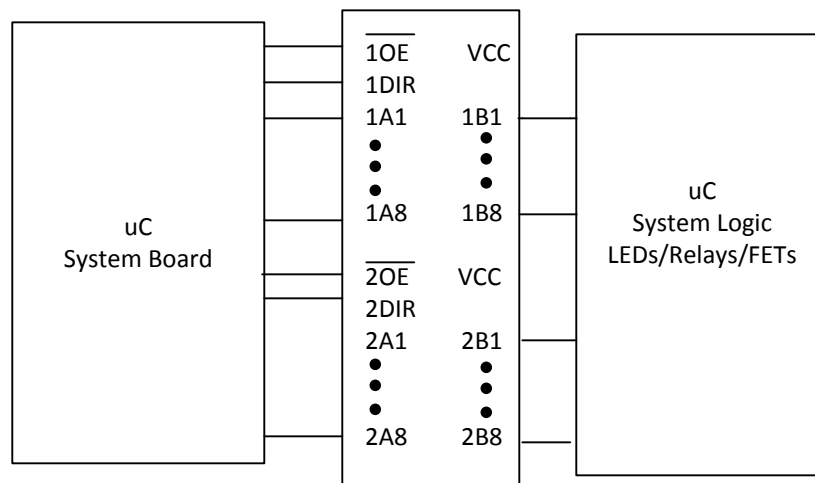 uC
System Board
1OE VCC
1DIR
1A1 1B1
1A8 1B8
2OE VCC
2DIR
2A1 2B1
2A8 2B8
uC
System Logic
LEDs/Relays/FETs